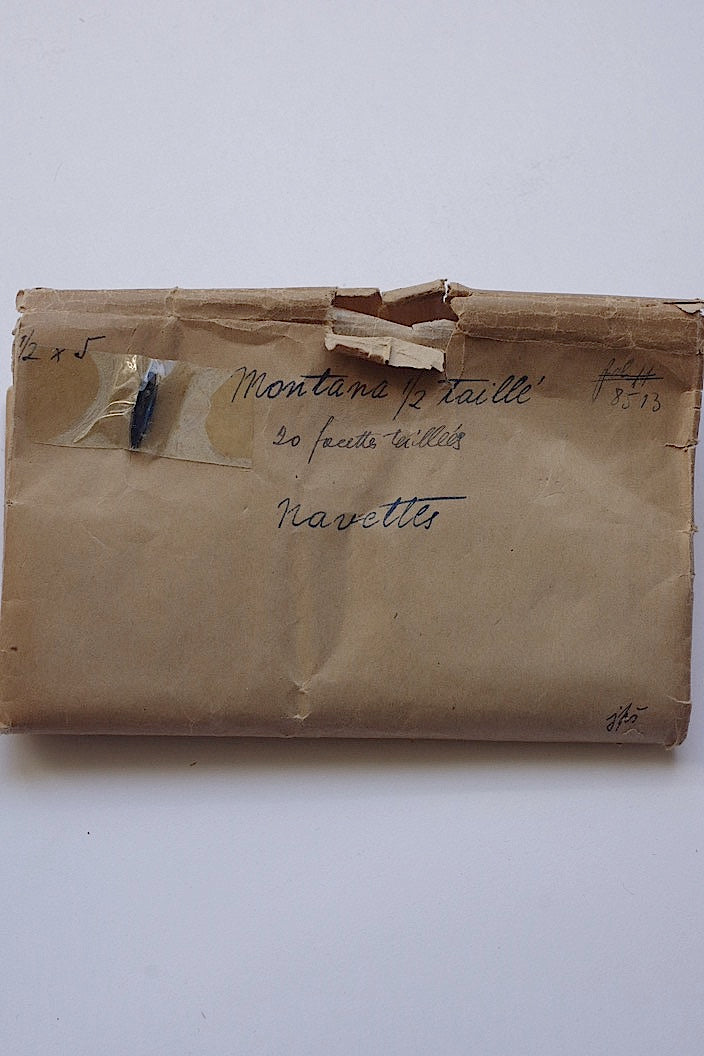 1/2 x 5
Montana 1/2 taillé
8513
20 facettes taillées
Navettes